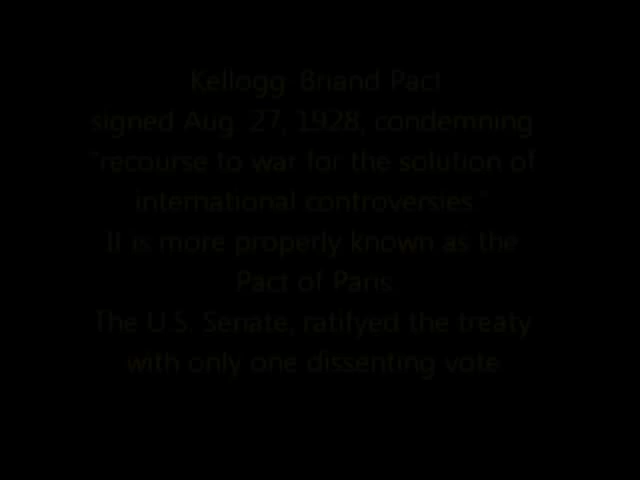 Kellogg Briand Pact
signed Aug. 27, 1928, condemning
"recourse to war for the solution of
international controversies."
It is more properly known as the
Pact of Paris.
The U.S. Senate, ratifyed the treaty
with only one dissenting vote